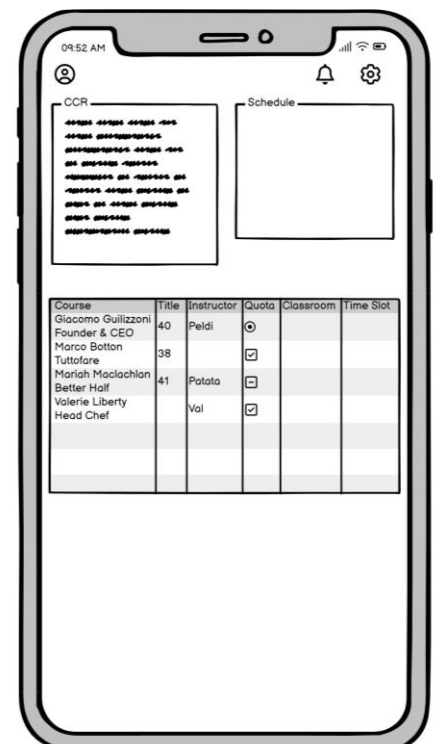 09:52 AM
CCR
Schedule
Course Title Instructor Quota Classroom Time Slot
Giacomo Guilizzoni
Founder & CEO 40 Peldi
Marco Botton
Tuttofare 38
Mariah Maclachlan
Better Half 41 Patata
Valerie Liberty
Head Chef Val